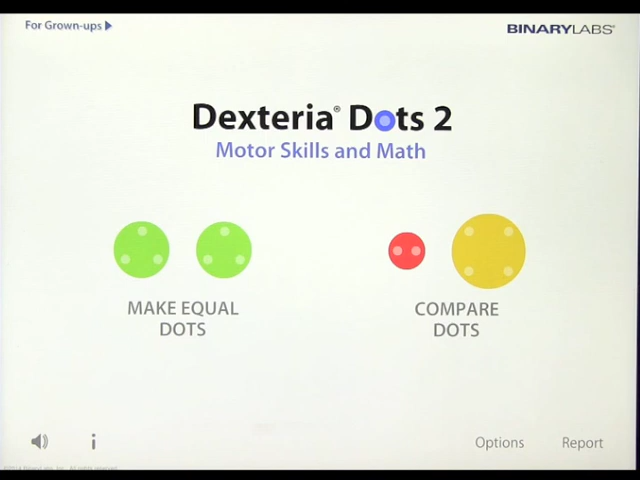 For Grown-ups
BINARYLABS®
Dexteria® Dots 2
Motor Skills and Math
MAKE EQUAL
DOTS
COMPARE
DOTS
i
Options
Report